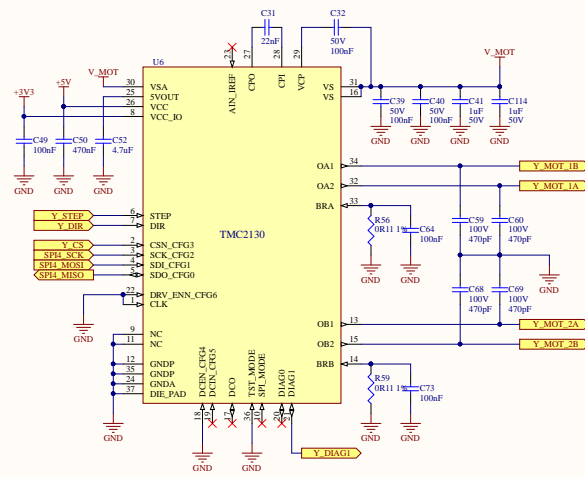 C31
22nF
C32
50V
100nF
U6
23
27
28
29
AIN_IREF
CPO
CPI
VCP
V_MOT
+5V
+3V3
V_MOT
30 VSA
25 5VOUT
26 VCC
8 VCC_IO
VS 31
VS 16
C49
100nF
C50
470nF
C52
4.7uF
GND
GND
GND
C39
50V
100nF
C40
50V
100nF
C41
1uF
50V
C114
1uF
50V
GND
GND
GND
GND
OA1 34
Y_MOT_1B
OA2 32
Y_MOT_1A
BRA 33
Y_STEP 6 STEP
Y_DIR 7 DIR
TMC2130
R56
0R11 1%
C64
100nF
GND
GND
C59
100V
470pF
C60
100V
470pF
GND
Y_CS 2 CSN_CFG3
SPI4_SCK 3 SCK_CFG2
SPI4_MOSI 4 SDI_CFG1
SPI4_MISO 5 SDO_CFG0
C68
100V
470pF
C69
100V
470pF
22 DRV_ENN_CFG6
1 CLK
GND
OB1 13
Y_MOT_2A
OB2 15
Y_MOT_2B
9 NC
11 NC
BRB 14
12 GNDP
35 GNDP
24 GNDA
37 DIE_PAD
GND
R59
0R11 1%
C73
100nF
GND
GND
DCEN_CFG4
DCIN_CFG5
DCO
TST_MODE
SPI_MODE
DIAG0
DIAG1
18
19
17
36
10
20
21
GND
GND
Y_DIAG1